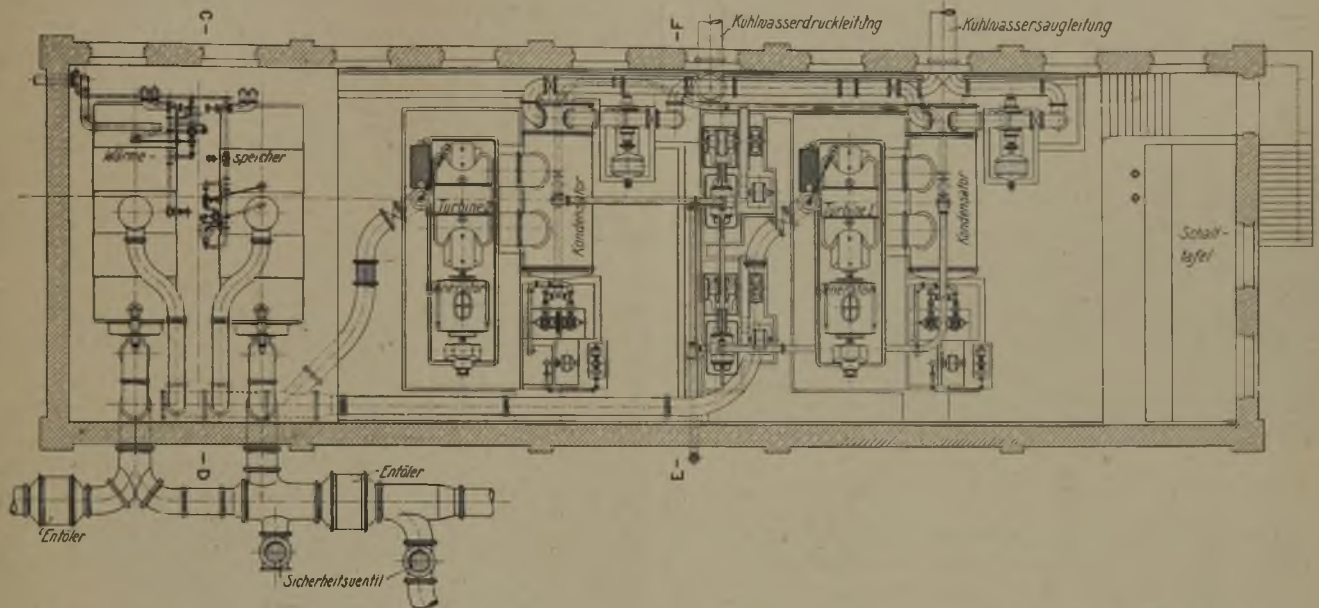 C-
F-
Kühlwasserdruckleitung
Kühlwassersaugleitung
Wärme-
speicher
Turbine
Kondensator
Turbine I
Kondensator
Schalt-
tafel
-D
E-
Entöler
Entöler
Sicherheitsventil